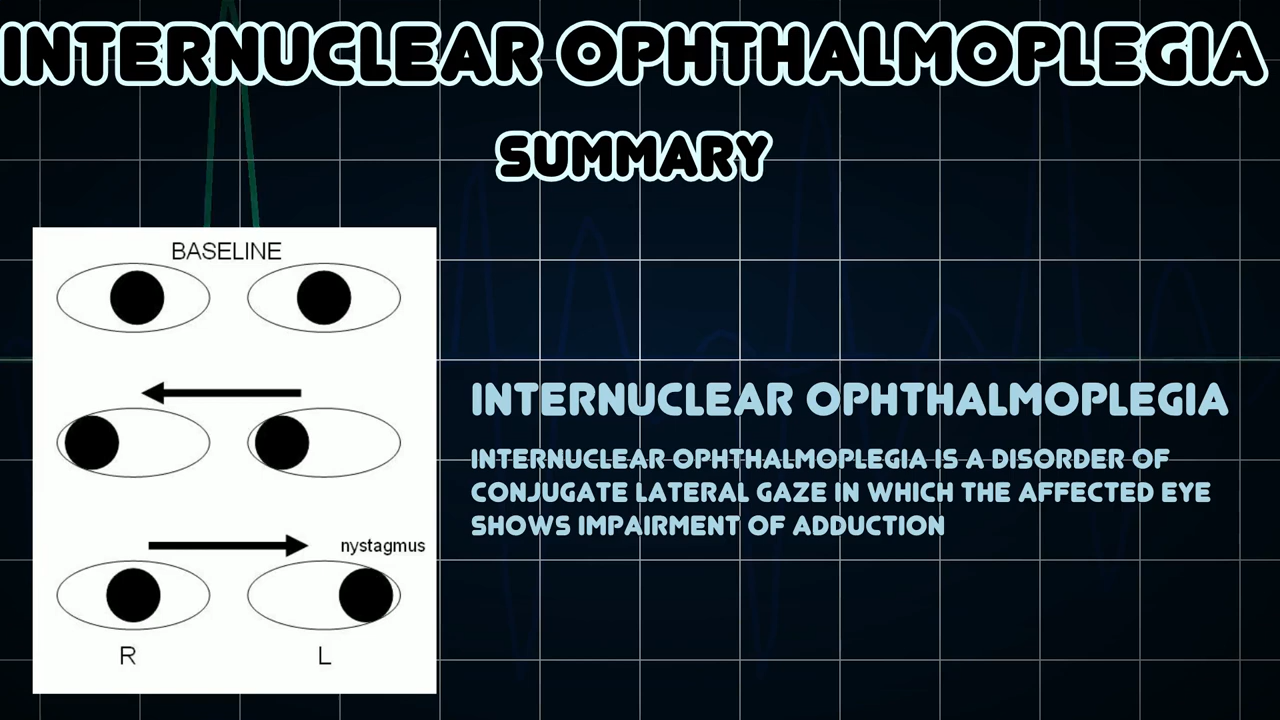 INTERNUCLEAR OPHTHALMOPLEGIA
SUMMARY
BASELINE
nystagmus
R L
INTERNUCLEAR OPHTHALMOPLEGIA
INTERNUCLEAR OPHTHALMOPLEGIA IS A DISORDER OF
CONJUGATE LATERAL GAZE IN WHICH THE AFFECTED EYE
SHOWS IMPAIRMENT OF ADDUCTION